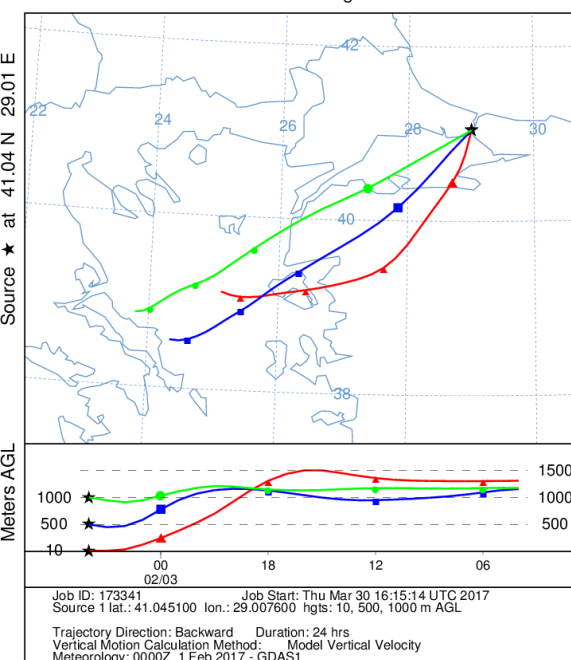 Source ★ at 41.04 N 29.01 E
42
22 24 26 28 30
40
38
Meters AGL
1500
1000 1000
500 500
10
00 18 12 06
02/03
Job ID: 173341 Job Start: Thu Mar 30 16:15:14 UTC 2017
Source 1 lat.: 41.045100 lon.: 29.007600 hgts: 10, 500, 1000 m AGL
Trajectory Direction: Backward Duration: 24 hrs
Vertical Motion Calculation Method: Model Vertical Velocity
Meteorology: 0000Z 1 Feb 2017 - GDAS1